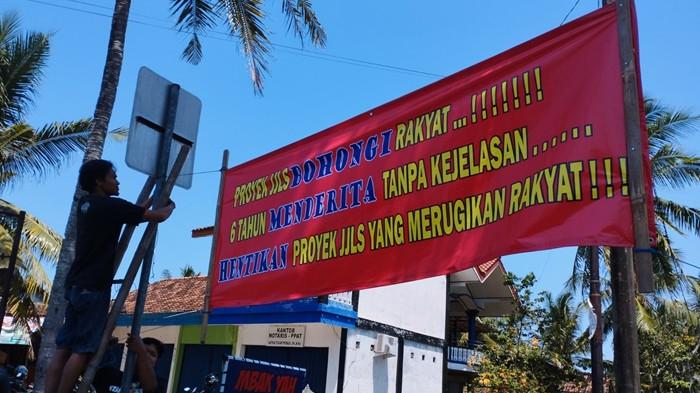 PROYEK JJLS BOHONGI RAKYAT ... !!!!!!!
6 TAHUN MENDERITA TANPA KEJELASAN ......
HENTIKAN PROYEK JJLS YANG MERUGIKAN RAKYAT !!!
KANTOR
NOTARIS - PPAT
MBAK YAH